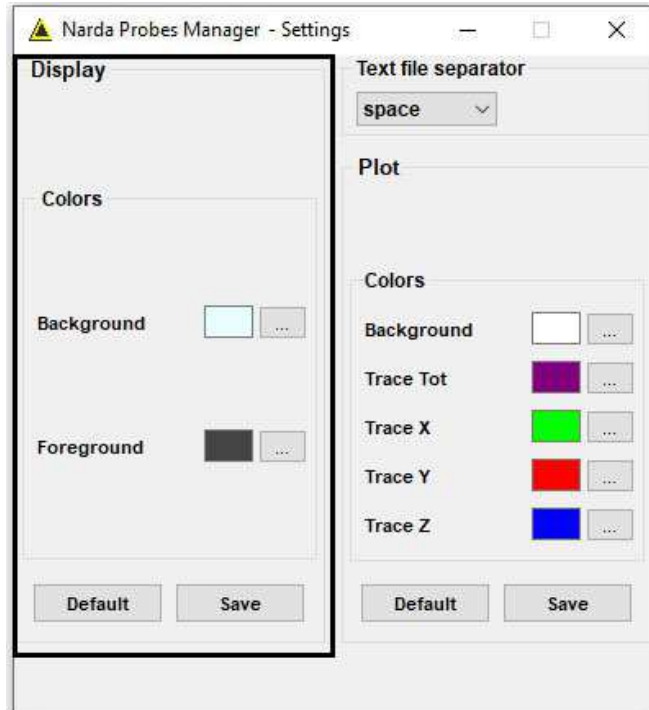 Narda Probes Manager - Settings
Display
Colors
Background ...
Foreground ...
Default Save
Text file separator
space
Plot
Colors
Background ...
Trace Tot ...
Trace X ...
Trace Y ...
Trace Z ...
Default Save